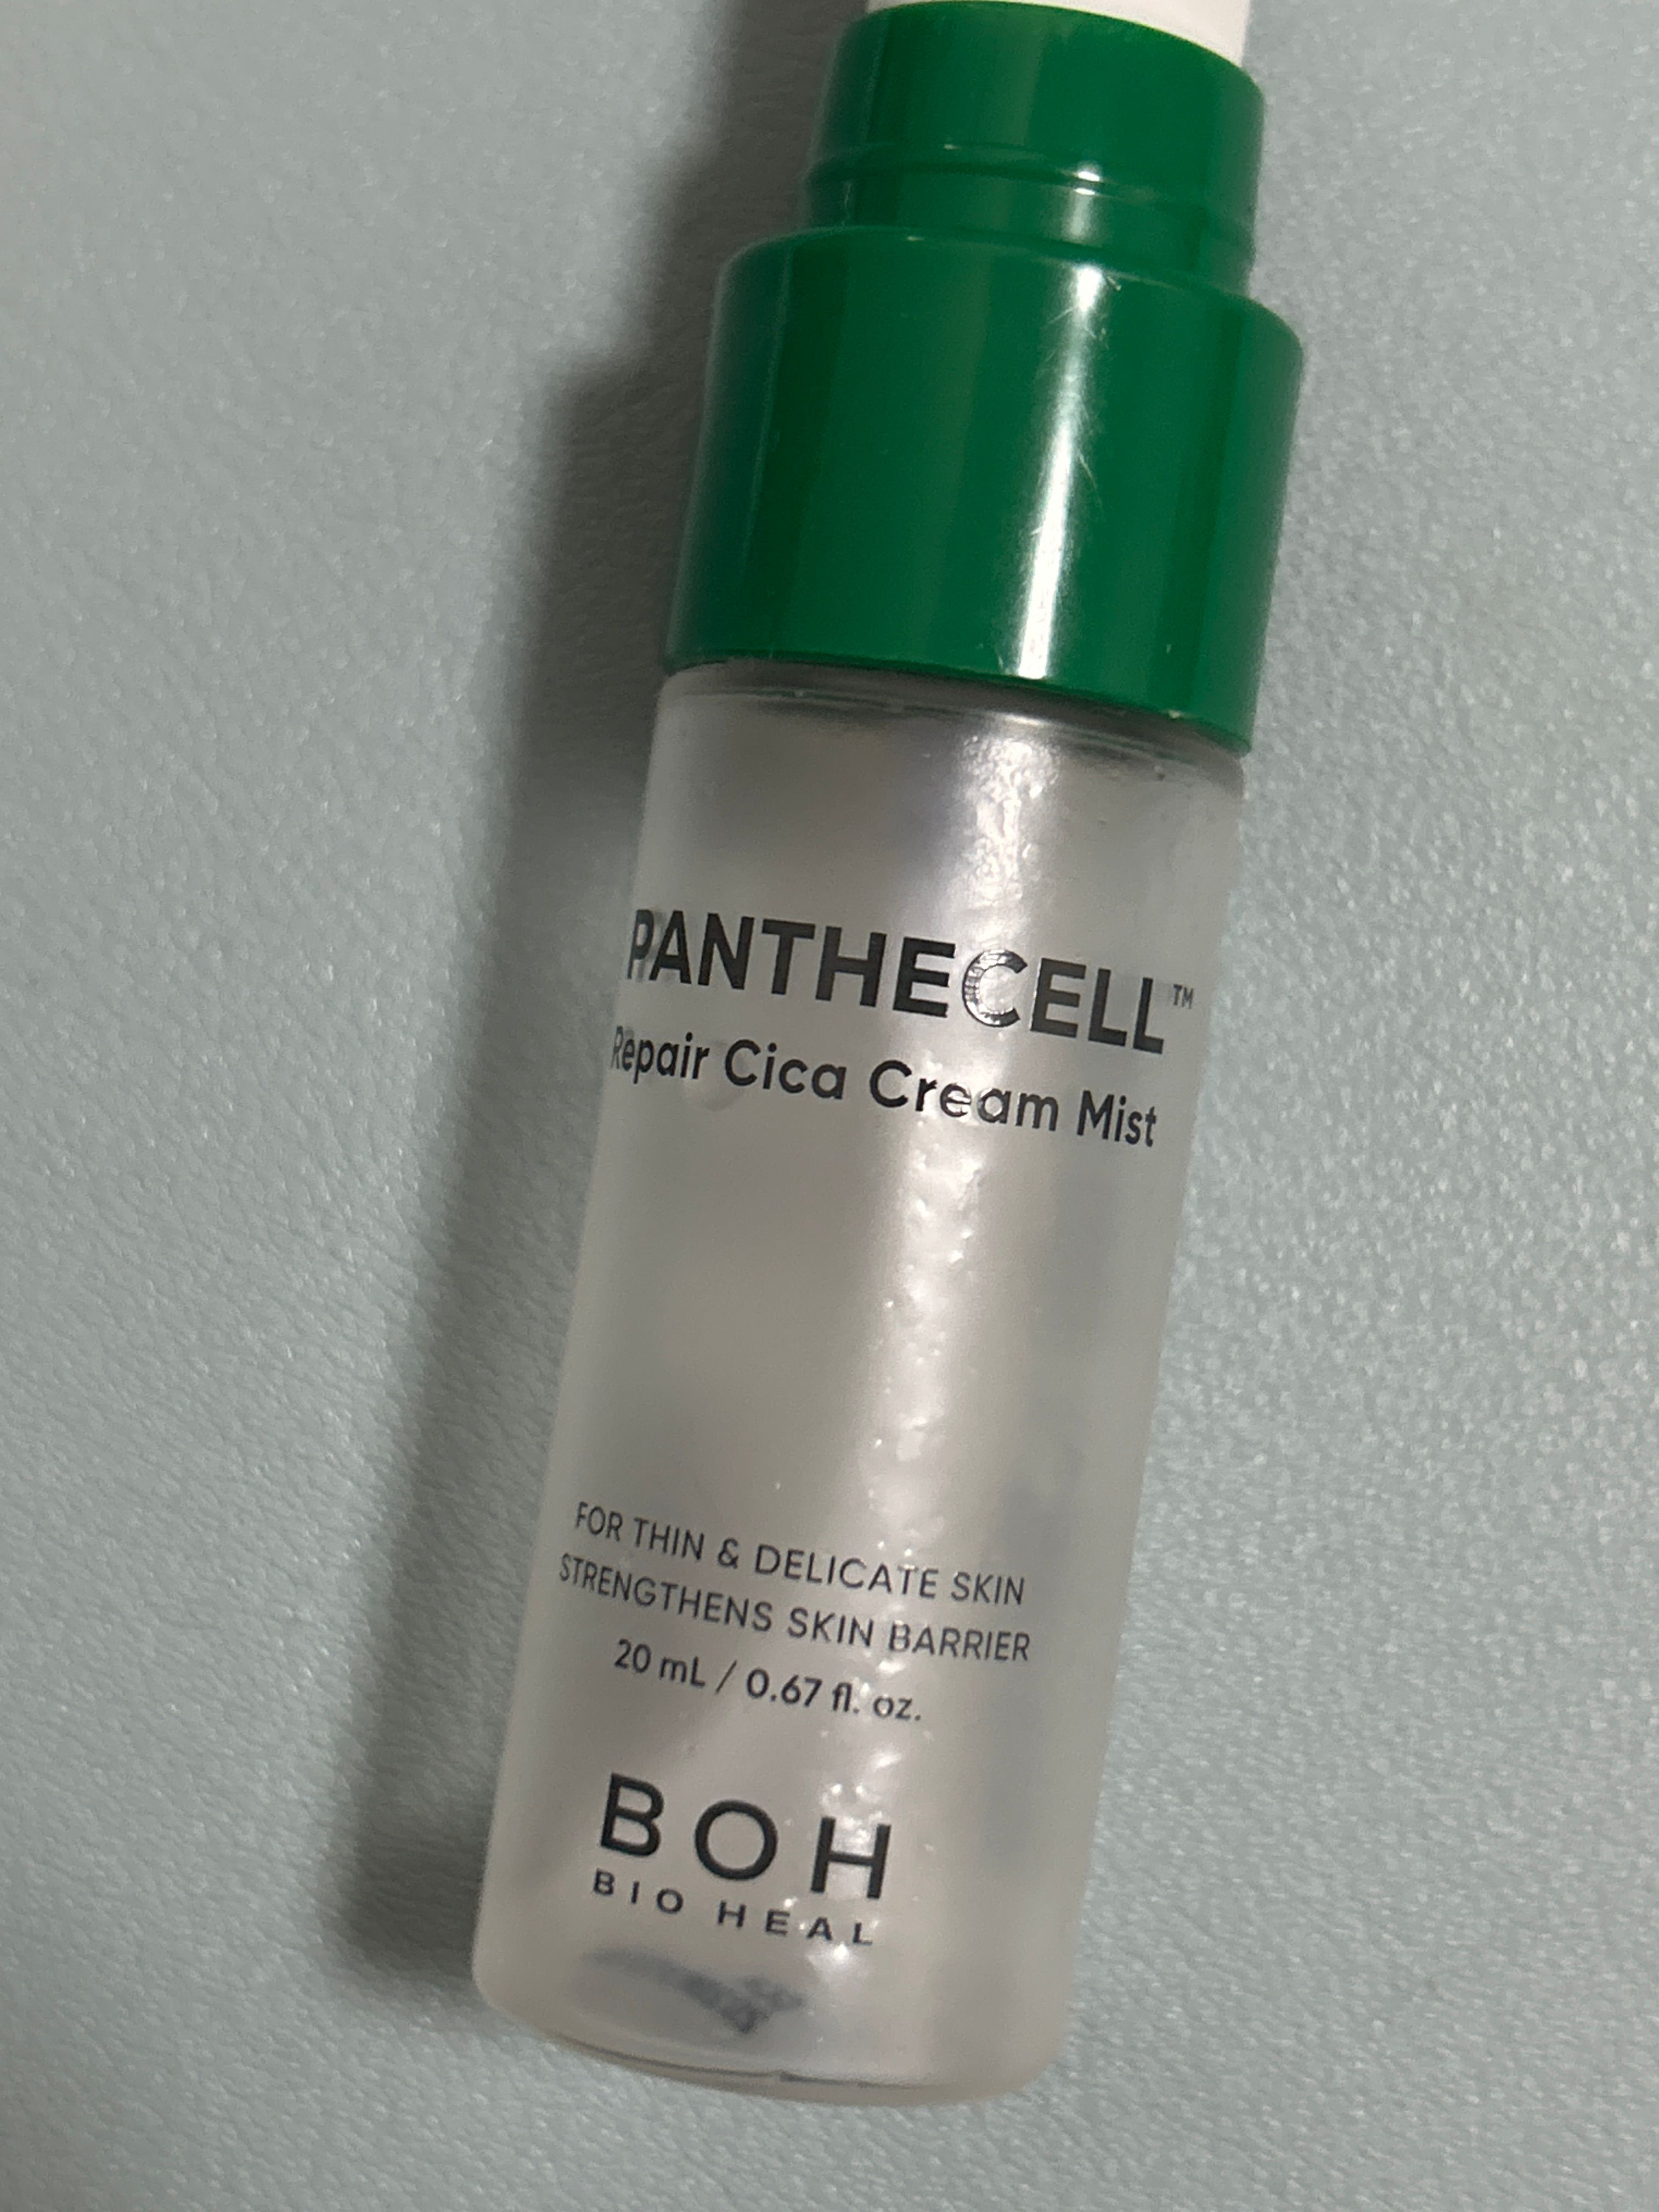 PANTHECELL™
Repair Cica Cream Mist
FOR THIN & DELICATE SKIN
STRENGTHENS SKIN BARRIER
20 mL / 0.67 fl. oz.
BOH
BIO HEAL